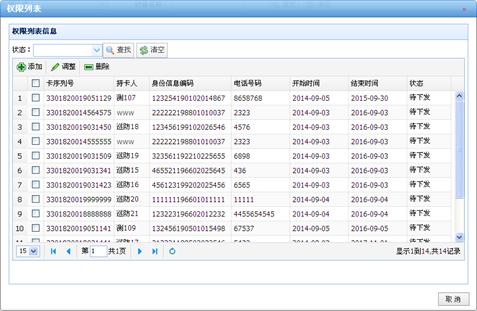 权限列表
权限列表信息
状态: 查找 清空
添加 调整 删除
卡序列号 持卡人 身份信息编码 电话号码 开始时间 结束时间 状态
1 3301820019051129 测107 123254190102014867 8658768 2014-09-05 2015-09-30 待下发
2 3301820014564575 www 222222198801010037 2323 2014-09-03 2016-09-03 待下发
3 3301820019031450 巡防18 123456199102026546 4576 2014-09-03 2016-09-03 待下发
4 3301820014555555 www 222222198801010037 2323 2014-09-03 2016-09-03 待下发
5 3301820019031509 巡防19 323561192210225655 6898 2014-09-03 2016-09-03 待下发
6 3301820019031341 巡防15 465521196602025645 436 2014-09-03 2016-09-03 待下发
7 3301820019031423 巡防16 456123199202025456 6565 2014-09-03 2016-09-03 待下发
8 3301820019999999 巡防20 111111196601011111 11111 2014-09-04 2016-09-04 待下发
9 3301820018888888 巡防21 123223196602012232 4455654545 2014-09-04 2016-09-04 待下发
10 3301820019051141 测109 132456190501015498 67537 2014-09-05 2015-09-05 待下发
15 第 1 共1页 显示1到14,共14记录
取消